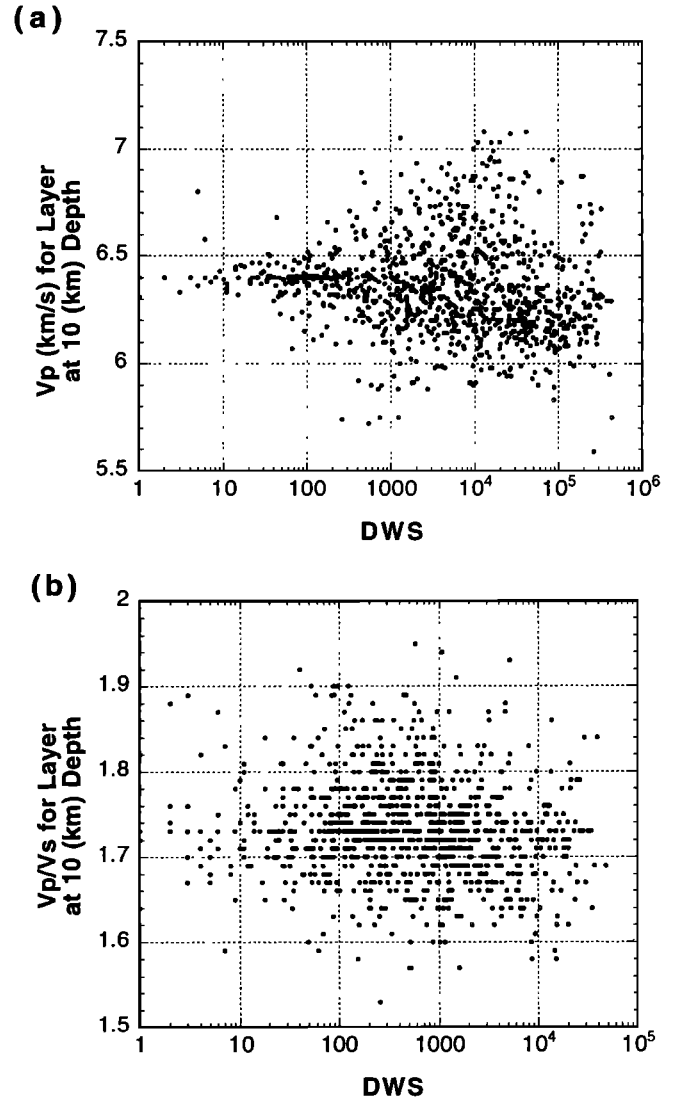 (a)
7.5
7
6.5
6
5.5
Vp (km/s) for Layer
at 10 (km) Depth
1 10 100 1000 10⁴ 10⁵ 10⁶
DWS
(b)
2
1.9
1.8
1.7
1.6
1.5
Vp/Vs for Layer
at 10 (km) Depth
1 10 100 1000 10⁴ 10⁵
DWS